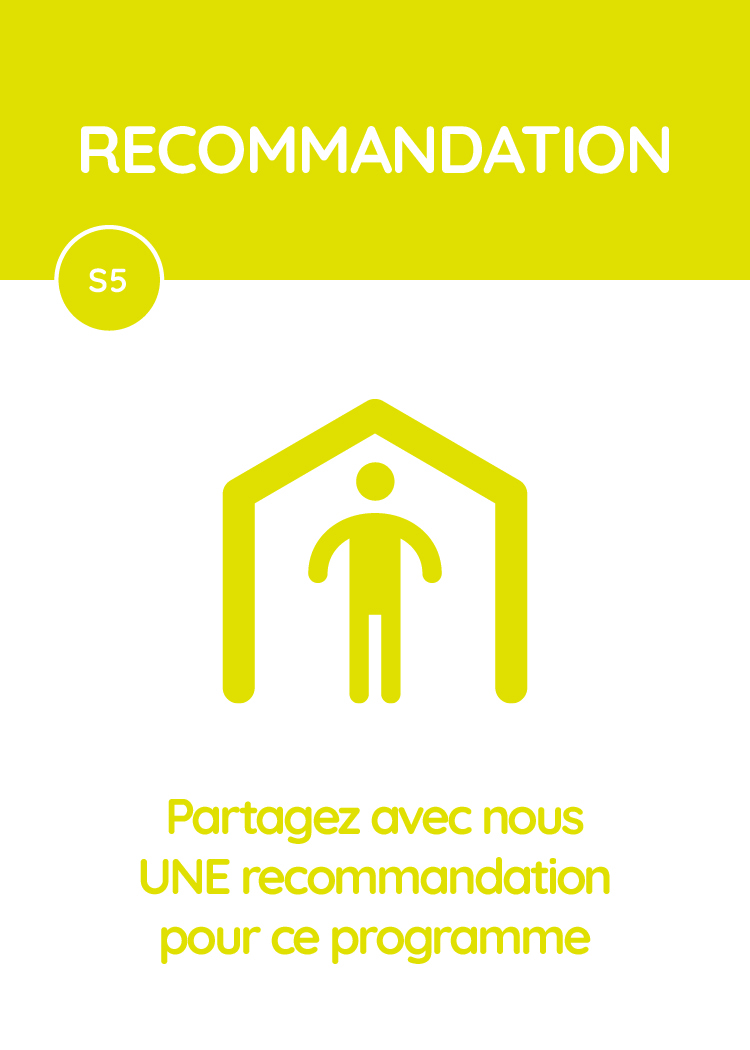 RECOMMANDATION
S5
Partagez avec nous
UNE recommandation
pour ce programme